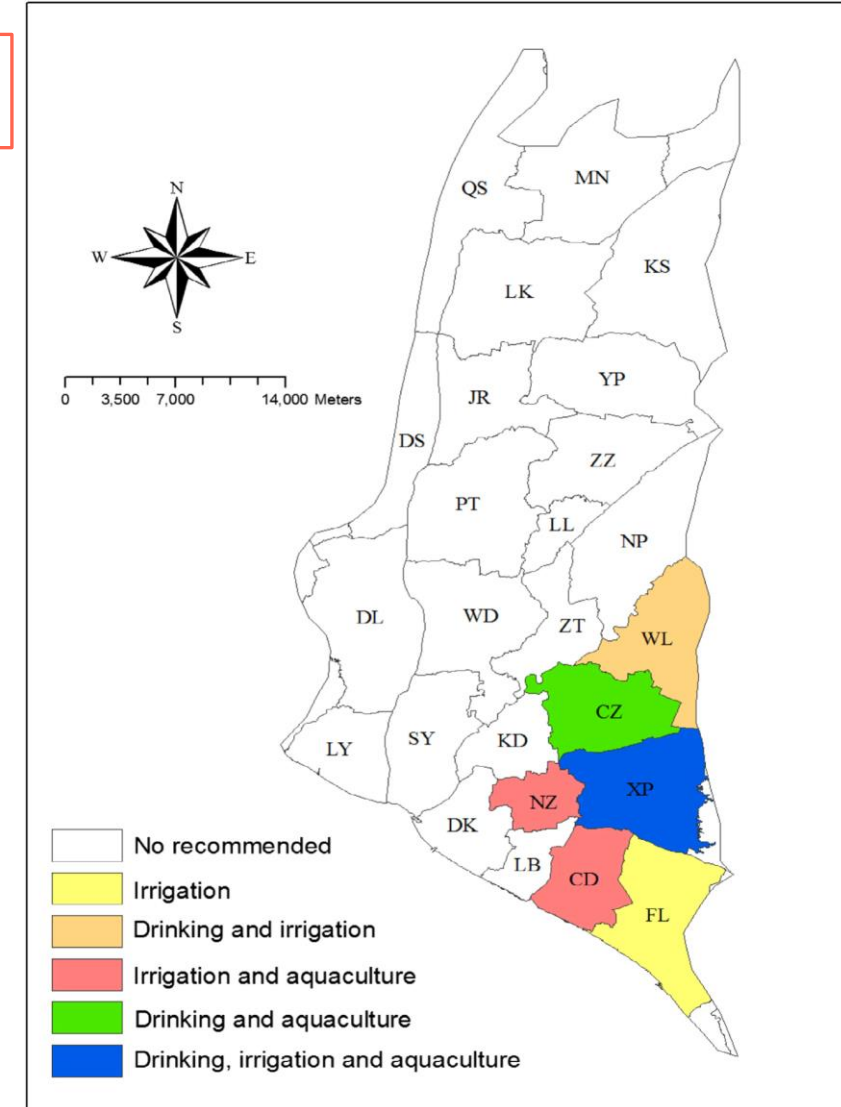 QS
MN
N
W
E
S
KS
LK
0 3,500 7,000 14,000 Meters
JR
YP
DS
ZZ
PT
LL
NP
DL
WD
ZT
WL
CZ
LY
SY
KD
NZ
XP
DK
LB
CD
FL
No recommended
Irrigation
Drinking and irrigation
Irrigation and aquaculture
Drinking and aquaculture
Drinking, irrigation and aquaculture